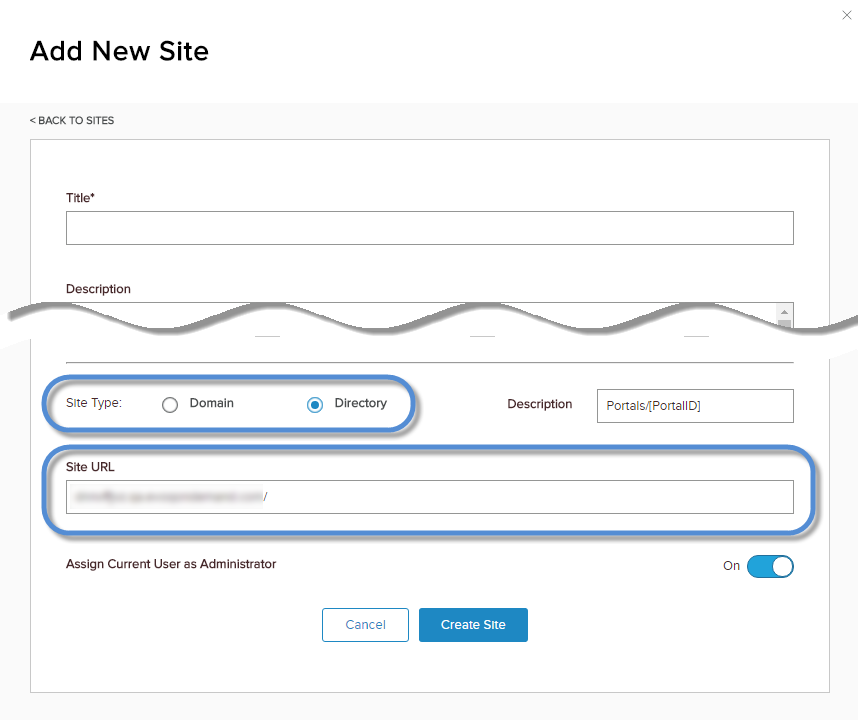 Add New Site
< BACK TO SITES
Title*
Description
Site Type: Domain Directory Description Portals/[PortalID]
Site URL
/
Assign Current User as Administrator On
Cancel Create Site